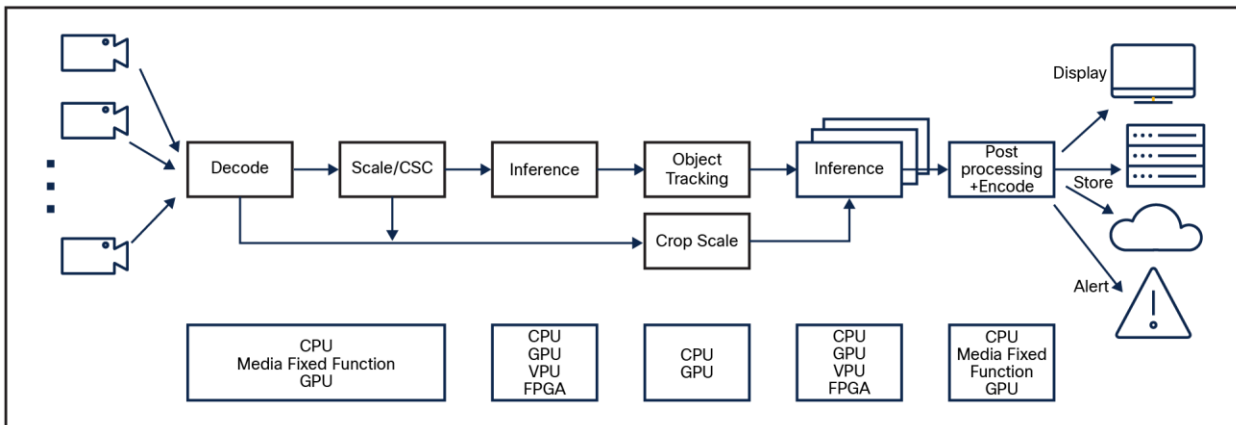 Display
Decode
Scale/CSC
Inference
Object
Tracking
Inference
Post
processing
+Encode
Store
Crop Scale
Alert
CPU
Media Fixed Function
GPU
CPU
GPU
VPU
FPGA
CPU
GPU
CPU
GPU
VPU
FPGA
CPU
Media Fixed
Function
GPU